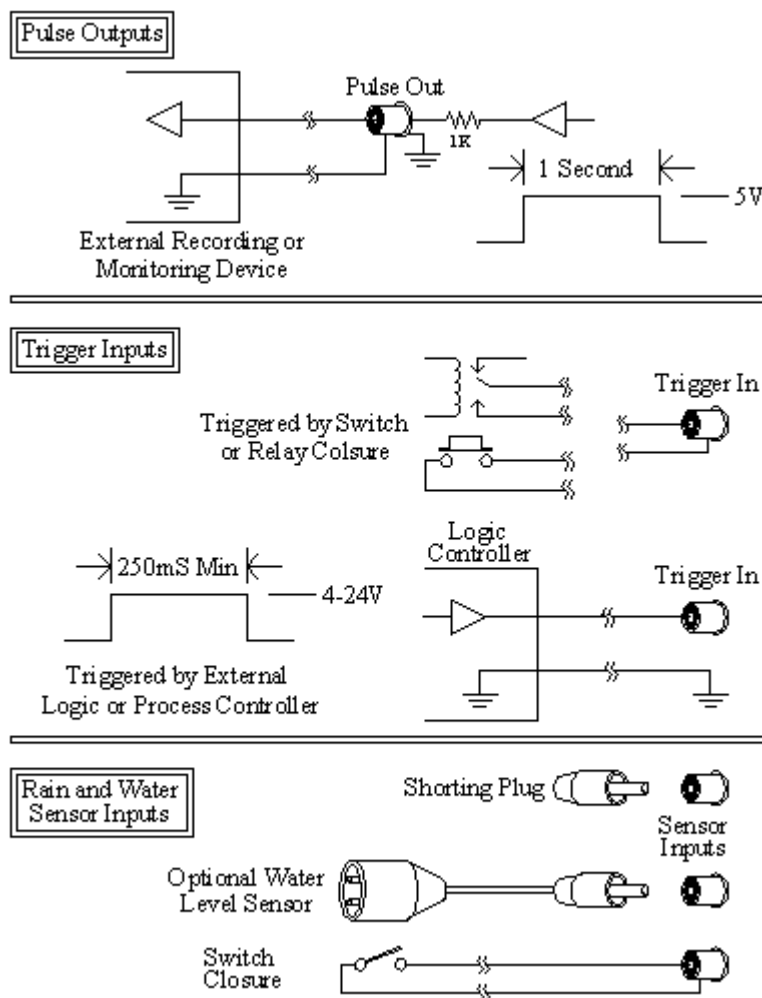 Pulse Outputs
Pulse Out
1K
1 Second
5V
External Recording or
Monitoring Device
Trigger Inputs
Trigger In
Triggered by Switch
or Relay Colsure
Logic
Controller
250mS Min
4-24V
Trigger In
Triggered by External
Logic or Process Controller
Rain and Water
Sensor Inputs
Shorting Plug
Sensor
Inputs
Optional Water
Level Sensor
Switch
Closure